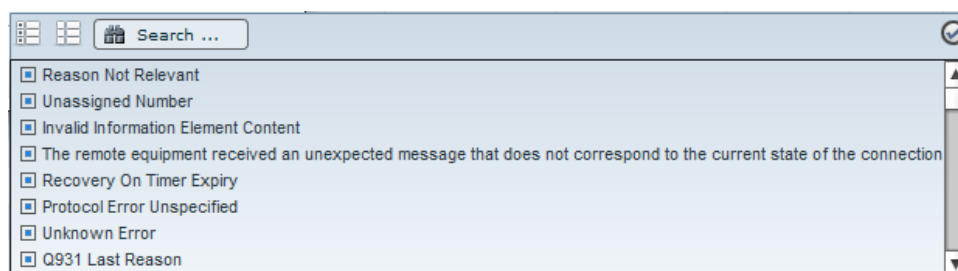 Search ...
Reason Not Relevant
Unassigned Number
Invalid Information Element Content
The remote equipment received an unexpected message that does not correspond to the current state of the connection
Recovery On Timer Expiry
Protocol Error Unspecified
Unknown Error
Q931 Last Reason